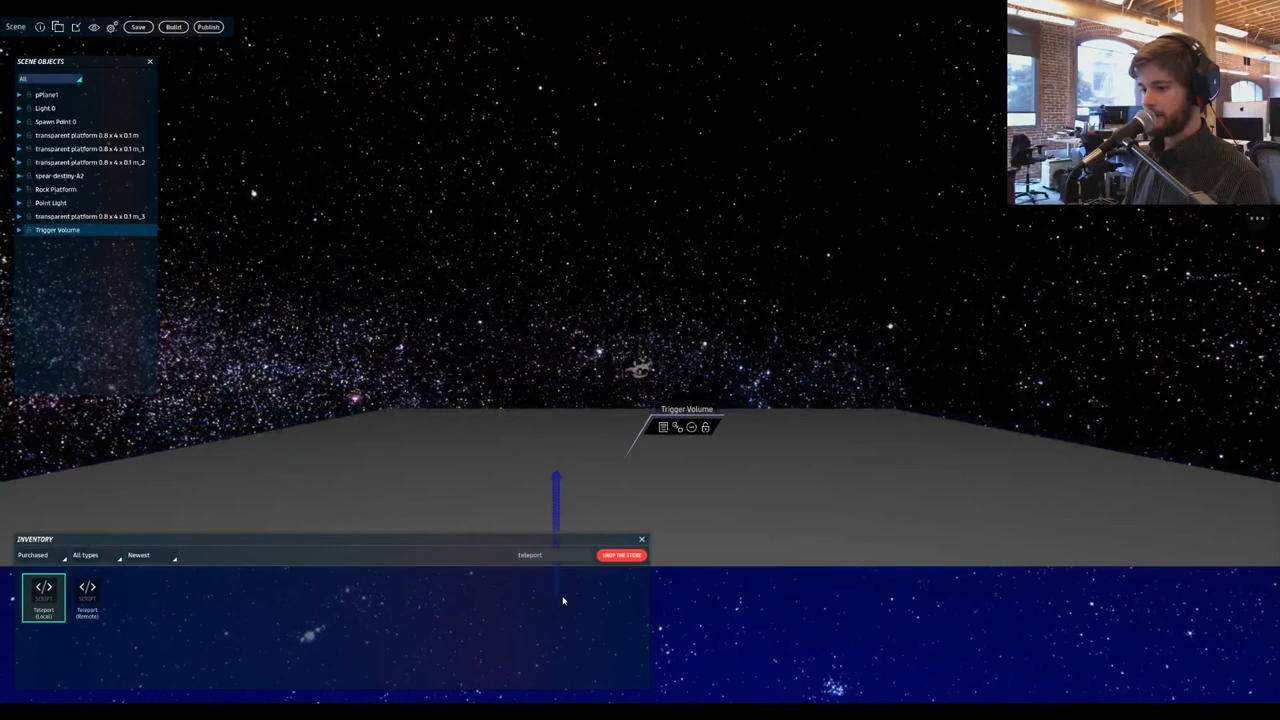 Scene
Save
Build
Publish
SCENE OBJECTS
All
pPlane1
Light 0
Spawn Point 0
transparent platform 0.8 x 4 x 0.1 m
transparent platform 0.8 x 4 x 0.1 m_1
transparent platform 0.8 x 4 x 0.1 m_2
spear-destiny-A2
Rock Platform
Point Light
transparent platform 0.8 x 4 x 0.1 m_3
Trigger Volume
Trigger Volume
INVENTORY
Purchased
All types
Newest
teleport
SHOP THE STORE
SCRIPT
Teleport
(Local)
SCRIPT
Teleport
(Remote)